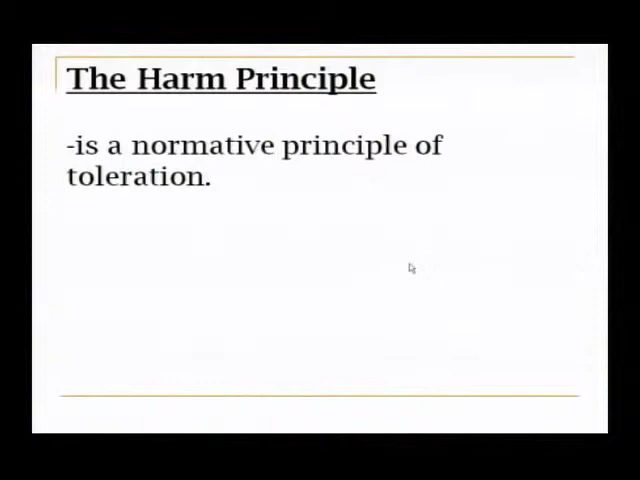 The Harm Principle
-is a normative principle of
toleration.